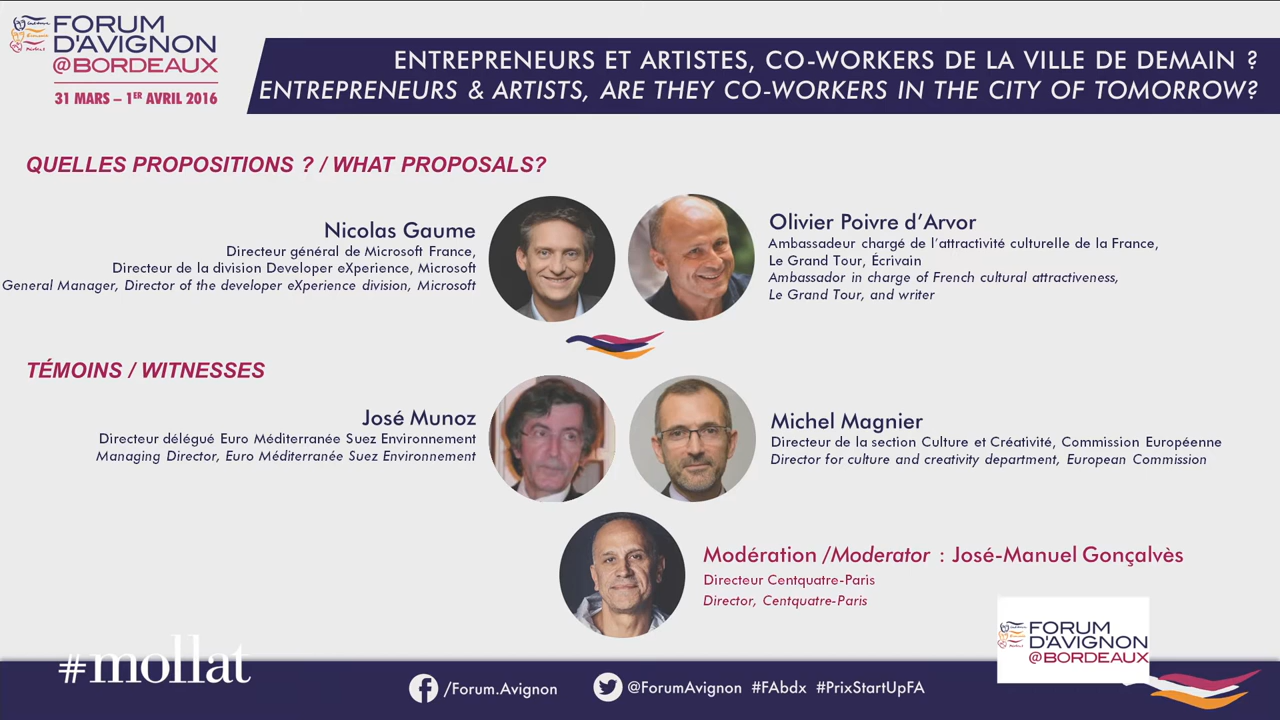 FORUM
D'AVIGNON
@BORDEAUX
31 MARS – 1ER AVRIL 2016
ENTREPRENEURS ET ARTISTES, CO-WORKERS DE LA VILLE DE DEMAIN ?
ENTREPRENEURS & ARTISTS, ARE THEY CO-WORKERS IN THE CITY OF TOMORROW?
QUELLES PROPOSITIONS ? / WHAT PROPOSALS?
Nicolas Gaume
Directeur général de Microsoft France,
Directeur de la division Developer eXperience, Microsoft
General Manager, Director of the developer eXperience division, Microsoft
Olivier Poivre d'Arvor
Ambassadeur chargé de l'attractivité culturelle de la France,
Le Grand Tour, Écrivain
Ambassador in charge of French cultural attractiveness,
Le Grand Tour, and writer
TÉMOINS / WITNESSES
José Munoz
Directeur délégué Euro Méditerranée Suez Environnement
Managing Director, Euro Méditerranée Suez Environnement
Michel Magnier
Directeur de la section Culture et Créativité, Commission Européenne
Director for culture and creativity department, European Commission
Modération /Moderator : José-Manuel Gonçalvès
Directeur Centquatre-Paris
Director, Centquatre-Paris
FORUM
D'AVIGNON
@BORDEAUX
#mollat
/Forum.Avignon
@ForumAvignon #FAbdx #PrixStartUpFA